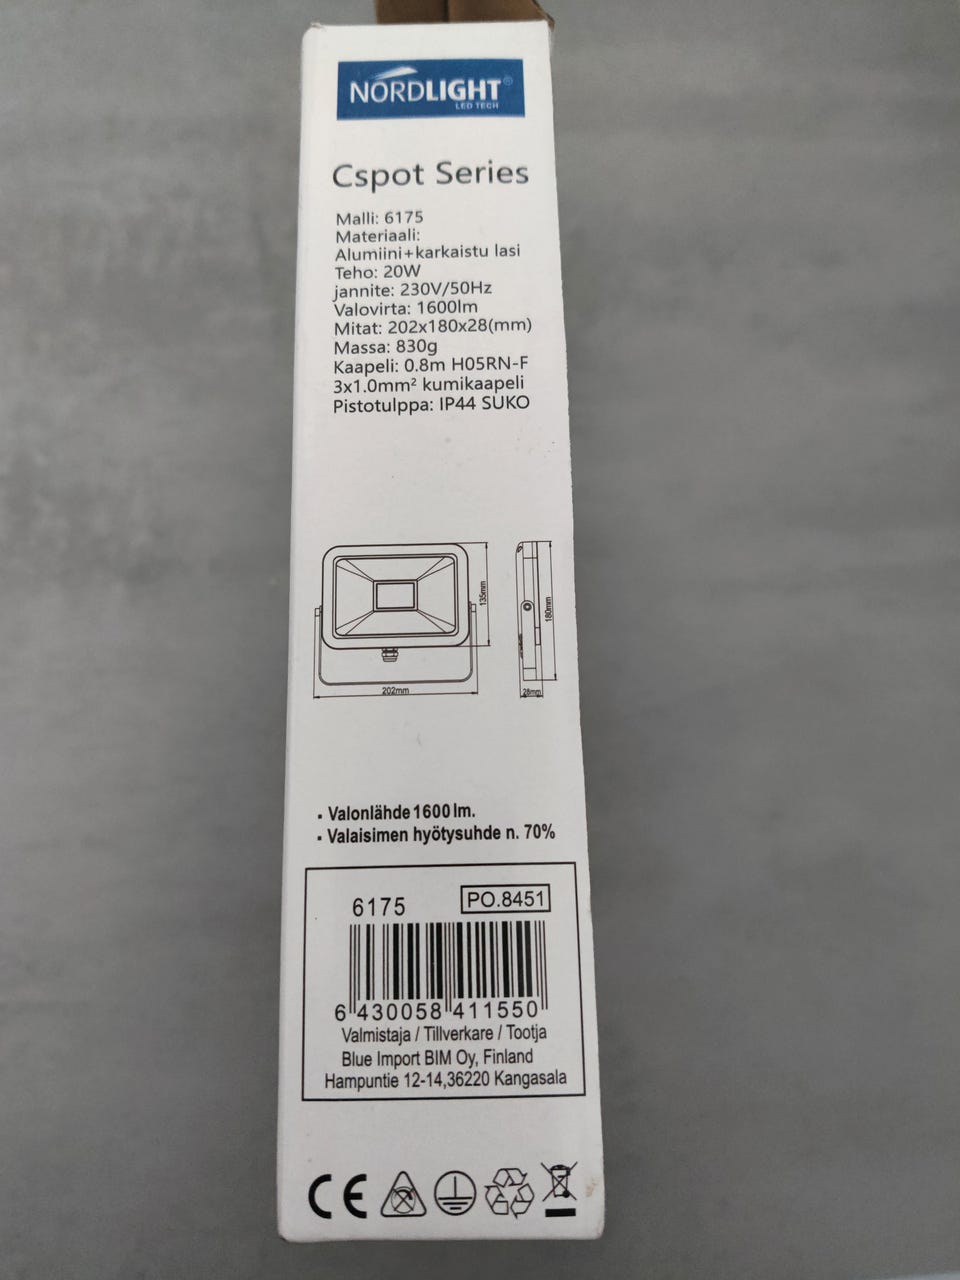 NORDLIGHT®
LED TECH
Cspot Series
Malli: 6175
Materiaali:
Alumiini+karkaistu lasi
Teho: 20W
jannite: 230V/50Hz
Valovirta: 1600lm
Mitat: 202x180x28(mm)
Massa: 830g
Kaapeli: 0.8m H05RN-F
3x1.0mm² kumikaapeli
Pistotulppa: IP44 SUKO
135mm
180mm
202mm
28mm
· Valonlähde 1600 lm.
· Valaisimen hyötysuhde n. 70%
6175 PO.8451
6 430058 411550
Valmistaja / Tillverkare / Tootja
Blue Import BIM Oy, Finland
Hampuntie 12-14,36220 Kangasala
CE